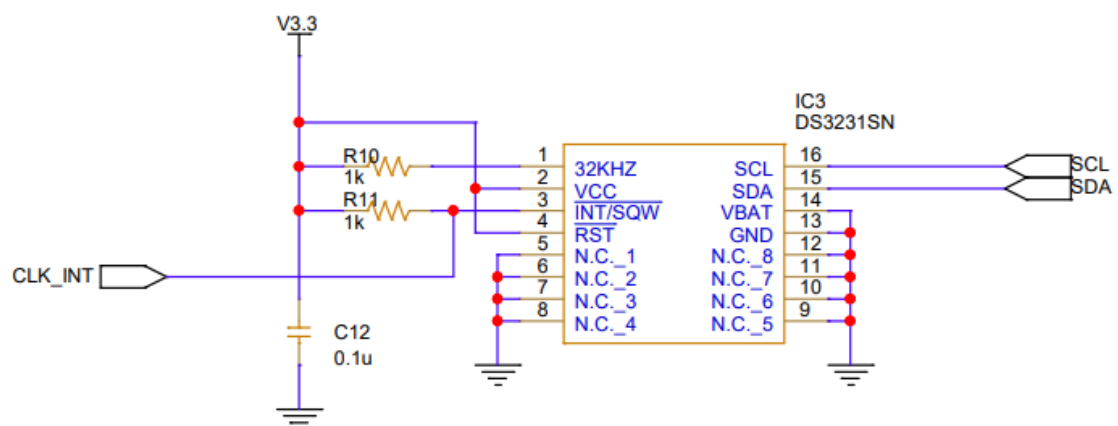 V3.3
IC3
DS3231SN
R10
1k
R11
1k
1 32KHZ SCL 16
2 VCC SDA 15
3 INT/SQW VBAT 14
4 RST GND 13
5 N.C._1 N.C._8 12
6 N.C._2 N.C._7 11
7 N.C._3 N.C._6 10
8 N.C._4 N.C._5 9
SCL
SDA
CLK_INT
C12
0.1u